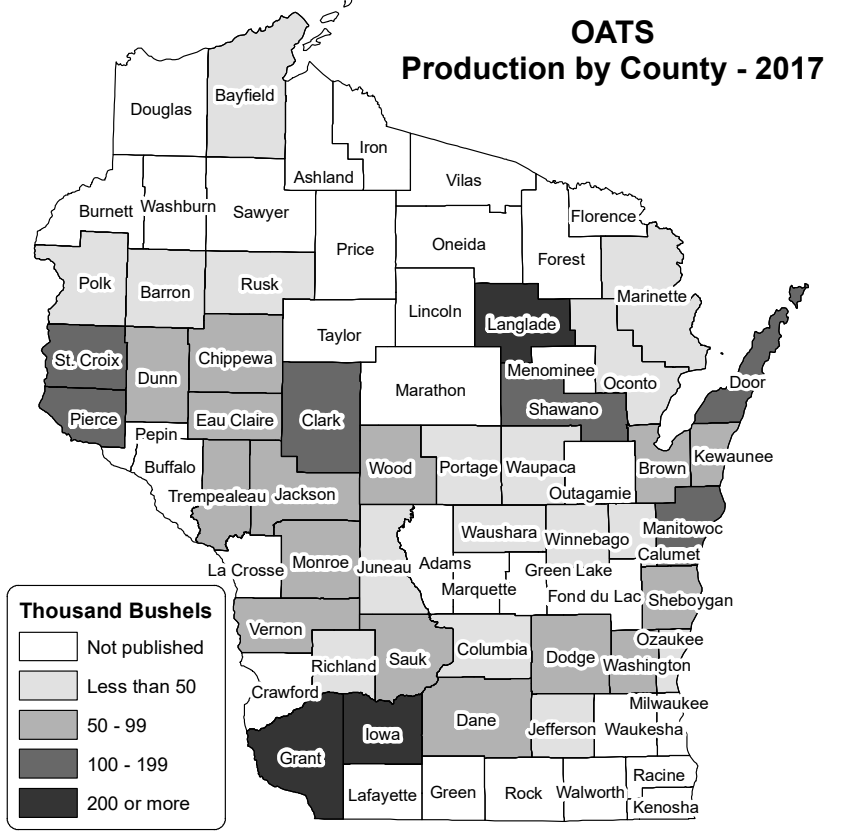 OATS
Production by County - 2017
Bayfield
Douglas
Iron
Ashland
Vilas
Burnett
Washburn
Sawyer
Florence
Price
Oneida
Forest
Polk
Barron
Rusk
Marinette
Lincoln
Langlade
Taylor
St. Croix
Chippewa
Dunn
Menominee
Oconto
Door
Marathon
Shawano
Pierce
Eau Claire
Clark
Pepin
Buffalo
Wood
Portage
Waupaca
Brown
Kewaunee
Trempealeau
Jackson
Outagamie
Manitowoc
Waushara
Winnebago
Calumet
La Crosse
Monroe
Juneau
Adams
Green Lake
Marquette
Fond du Lac
Sheboygan
Vernon
Ozaukee
Richland
Sauk
Columbia
Dodge
Washington
Crawford
Milwaukee
Iowa
Dane
Jefferson
Waukesha
Grant
Racine
Lafayette
Green
Rock
Walworth
Kenosha
Thousand Bushels
Not published
Less than 50
50 - 99
100 - 199
200 or more